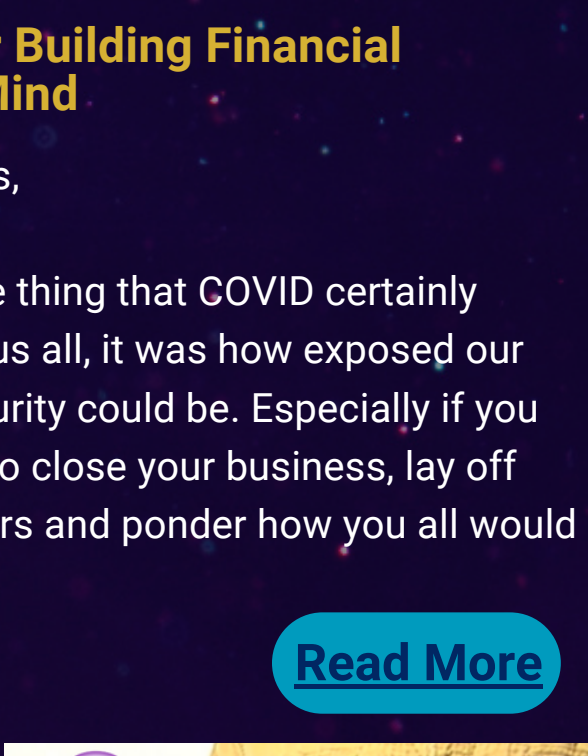 Building Financial
Mind
s,
e thing that COVID certainly
us all, it was how exposed our
urity could be. Especially if you
o close your business, lay off
rs and ponder how you all would
Read More